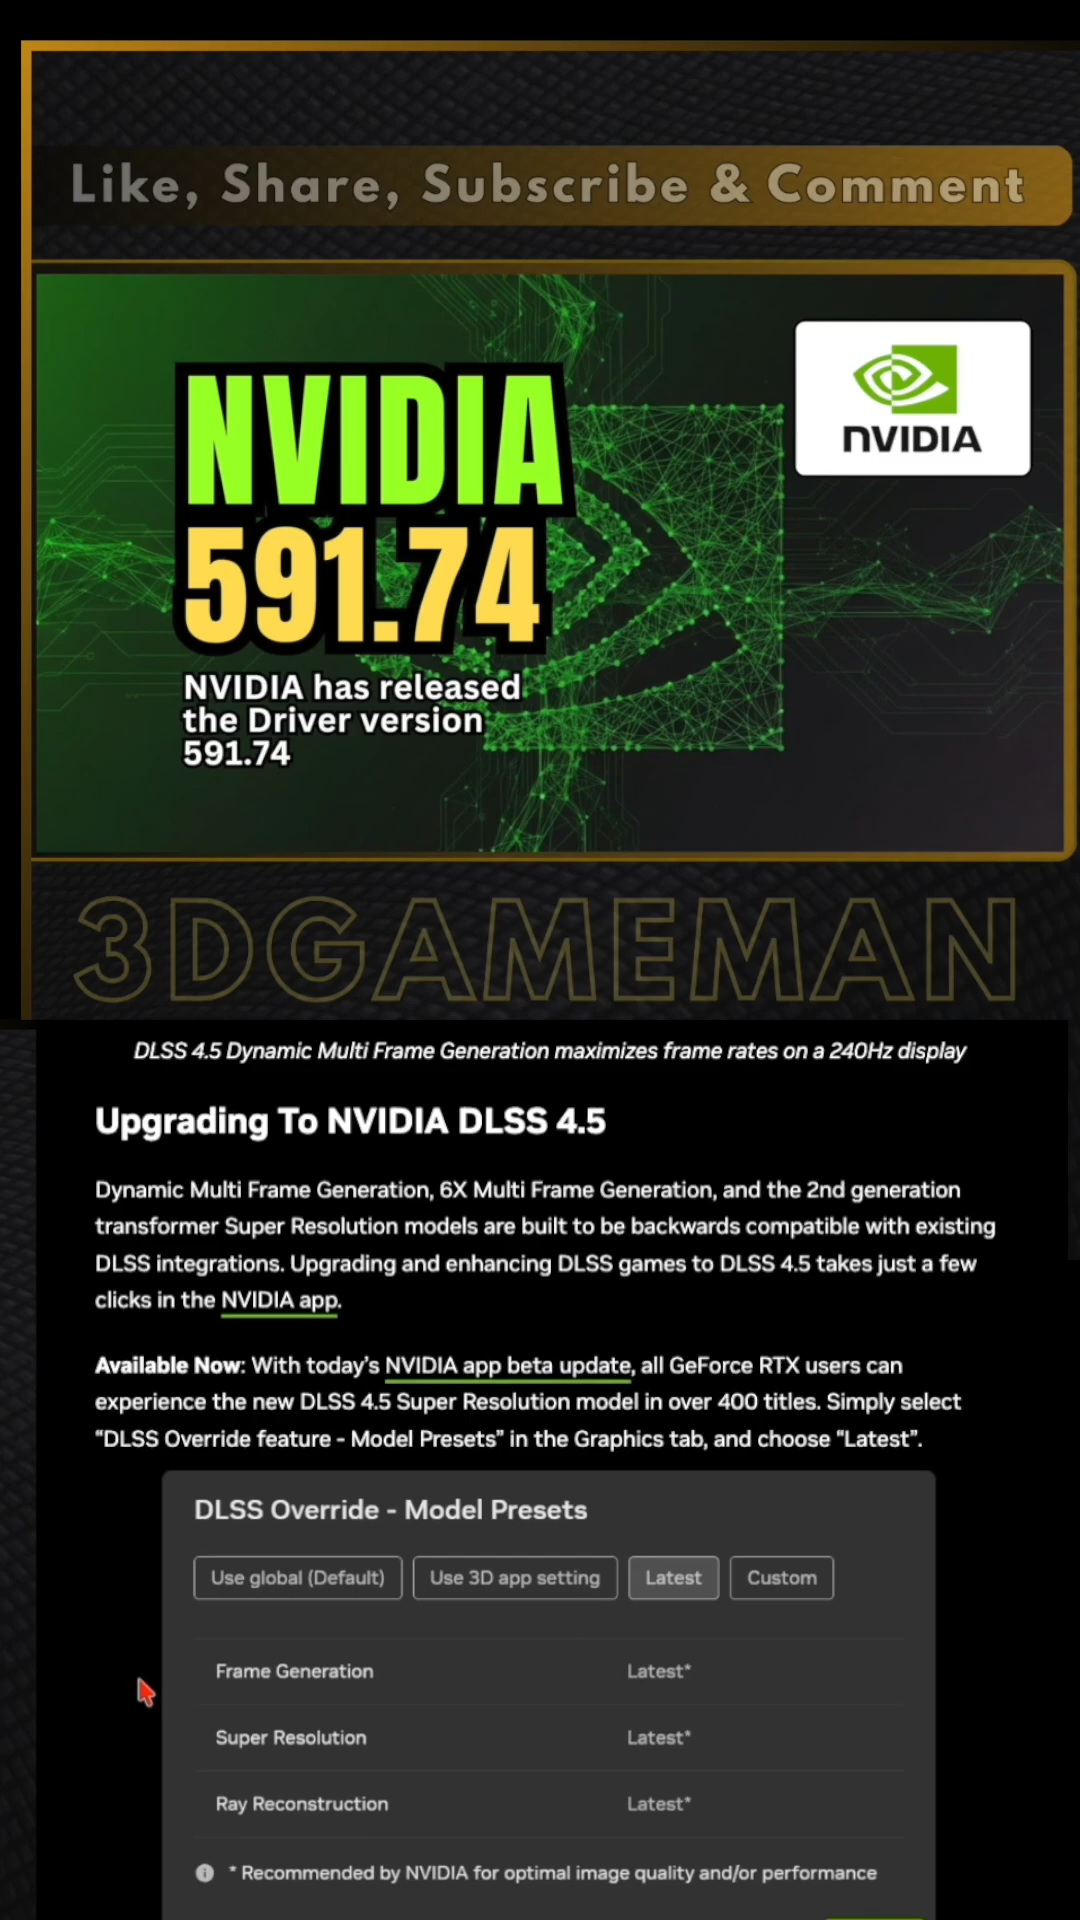 Like, Share, Subscribe & Comment
NVIDIA
591.74
NVIDIA has released
the Driver version
591.74
NVIDIA
3DGAMEMAN
DLSS 4.5 Dynamic Multi Frame Generation maximizes frame rates on a 240Hz display
Upgrading To NVIDIA DLSS 4.5
Dynamic Multi Frame Generation, 6X Multi Frame Generation, and the 2nd generation
transformer Super Resolution models are built to be backwards compatible with existing
DLSS integrations. Upgrading and enhancing DLSS games to DLSS 4.5 takes just a few
clicks in the NVIDIA app.
Available Now: With today’s NVIDIA app beta update, all GeForce RTX users can
experience the new DLSS 4.5 Super Resolution model in over 400 titles. Simply select
“DLSS Override feature - Model Presets” in the Graphics tab, and choose “Latest”.
DLSS Override - Model Presets
Use global (Default) Use 3D app setting Latest Custom
Frame Generation Latest*
Super Resolution Latest*
Ray Reconstruction Latest*
* Recommended by NVIDIA for optimal image quality and/or performance